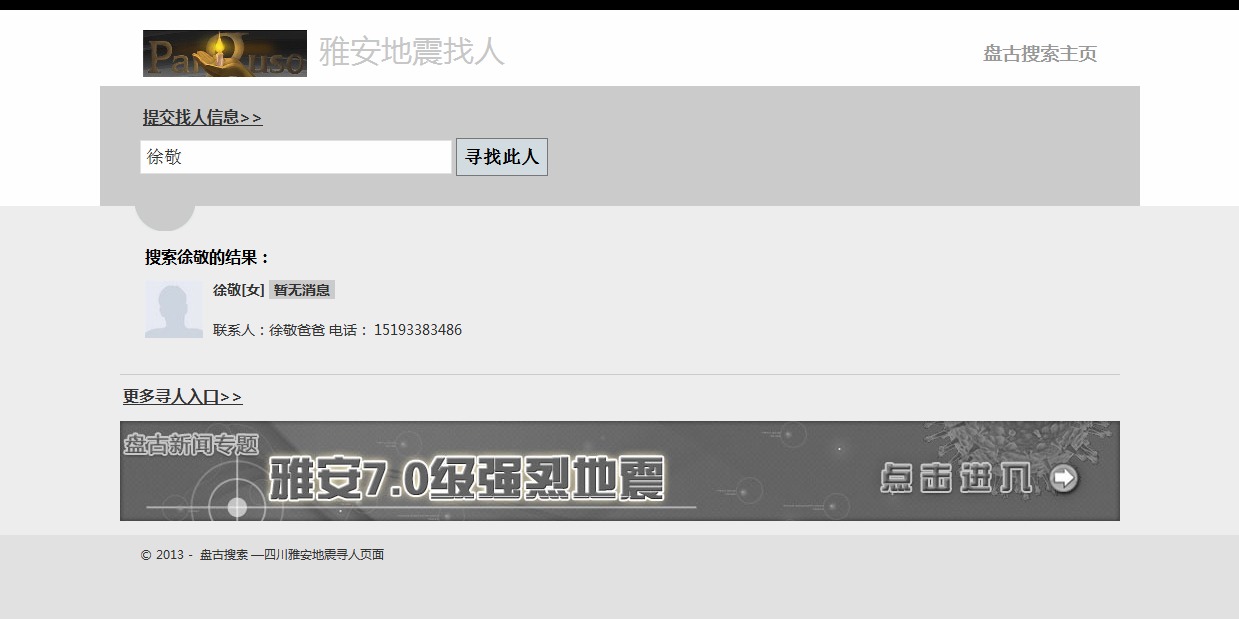 Pan uso
雅安地震找人
盘古搜索主页
提交找人信息>>
徐敬
寻找此人
搜索徐敬的结果：
徐敬[女] 暂无消息
联系人：徐敬爸爸 电话： 15193383486
更多寻人入口>>
盘古新闻专题
雅安7.0级强烈地震
点击进入
© 2013 - 盘古搜索 —四川雅安地震寻人页面